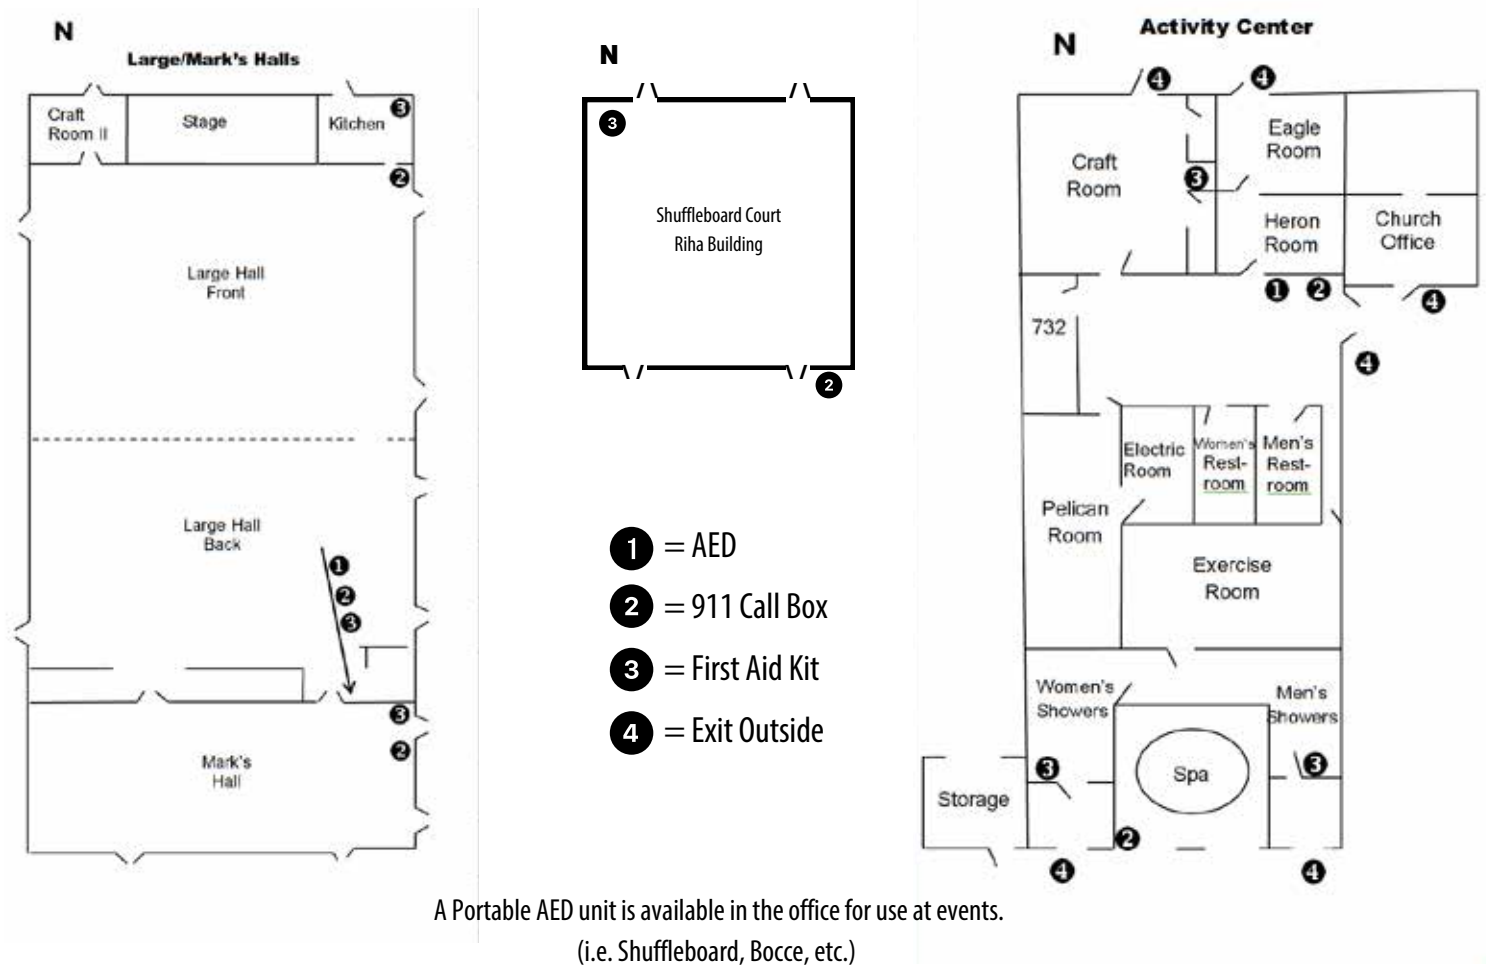 N
Large/Mark's Halls
Craft
Room II
Stage
Kitchen
3
2
Large Hall
Front
Large Hall
Back
1
2
3
3
2
Mark's
Hall
N
3
Shuffleboard Court
Riha Building
2
1 = AED
2 = 911 Call Box
3 = First Aid Kit
4 = Exit Outside
Activity Center
N
4
4
Craft
Room
3
Eagle
Room
Heron
Room
Church
Office
1
2
4
732
4
Electric
Room
Women's
Rest-
room
Men's
Rest-
room
Pelican
Room
Exercise
Room
Women's
Showers
Men's
Showers
3
Spa
3
Storage
2
4
4
A Portable AED unit is available in the office for use at events.
(i.e. Shuffleboard, Bocce, etc.)